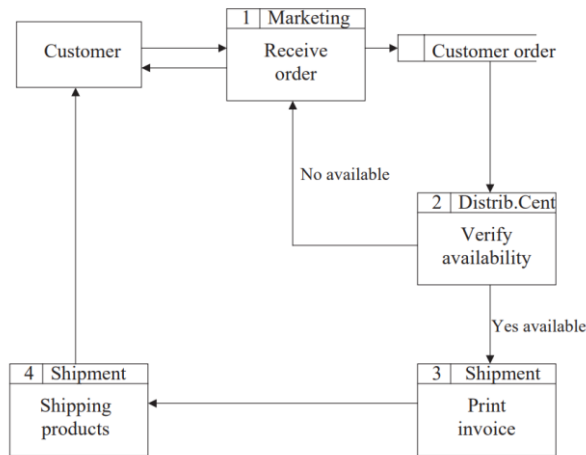 1 Marketing
Customer
Receive
order
Customer order
No available
2 Distrib.Cent
Verify
availability
Yes available
4 Shipment
Shipping
products
3 Shipment
Print
invoice